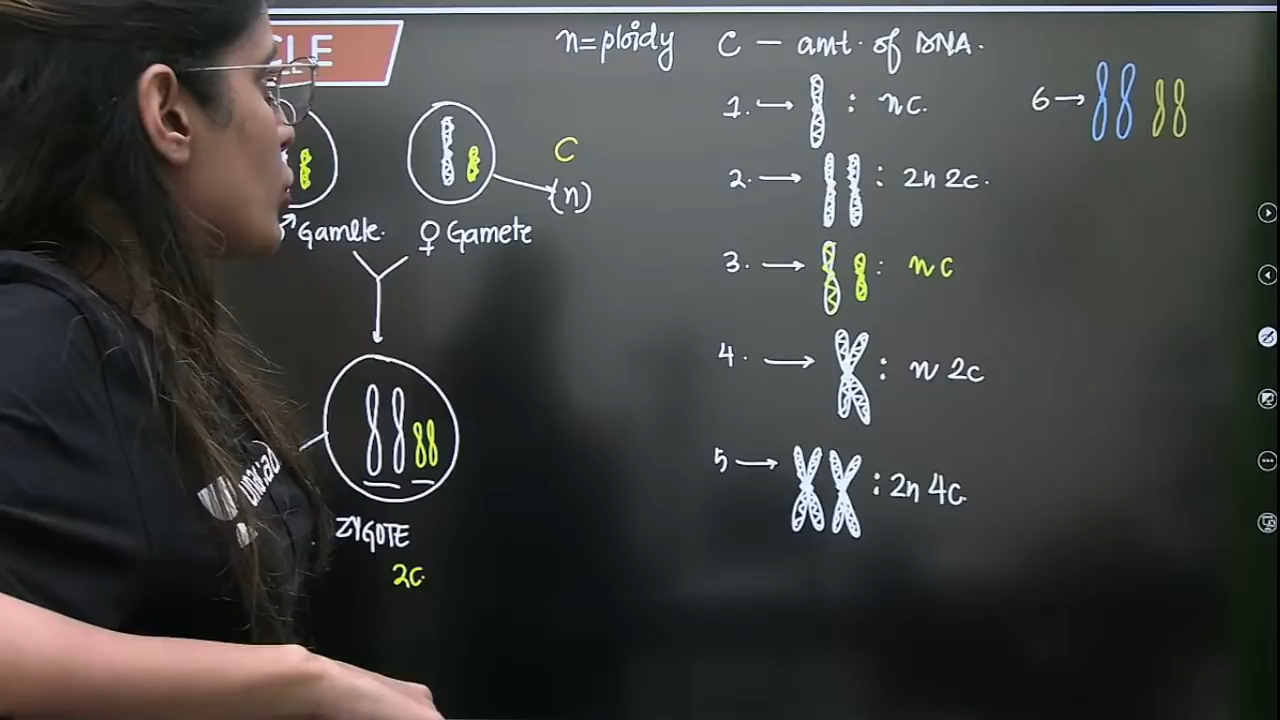 CLE
n=ploidy C – amt. of DNA.
1. → : nc.
2. → : 2n 2c.
3. → : nc
4. → : n 2c
5 → : 2n 4c.
6 →
C
(n)
♂ Gamete.
♀ Gamete
ZYGOTE
2c.
unacad